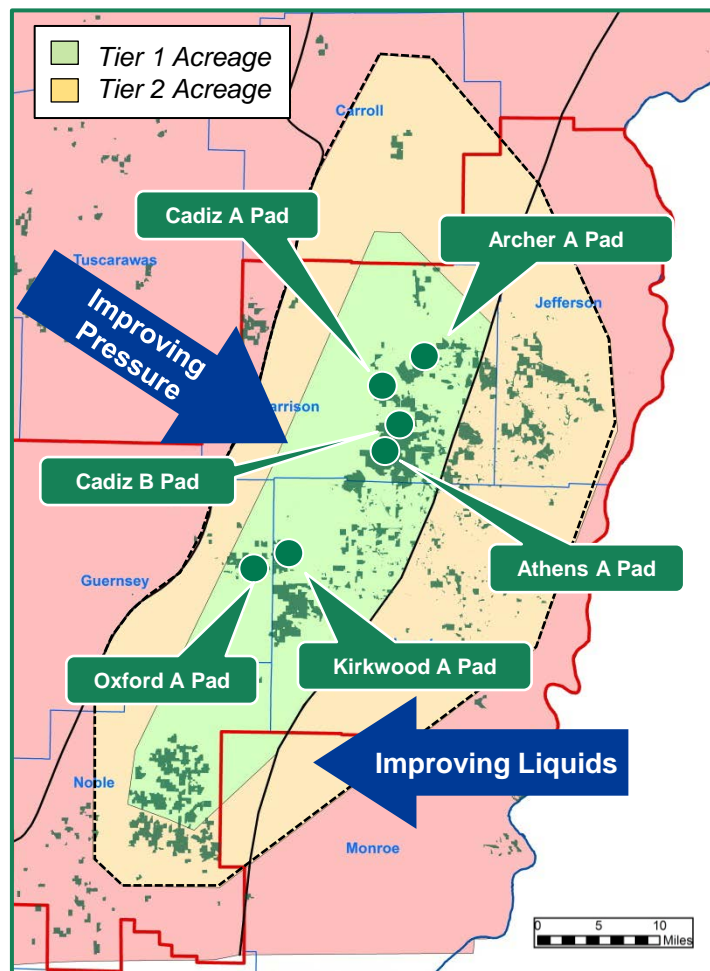 Tier 1 Acreage
Tier 2 Acreage
Carroll
Cadiz A Pad
Archer A Pad
Tuscarawas
Jefferson
Improving
Pressure
arrison
Cadiz B Pad
Athens A Pad
Guernsey
Oxford A Pad
Kirkwood A Pad
Improving Liquids
Noble
Monroe
0 5 10
Miles